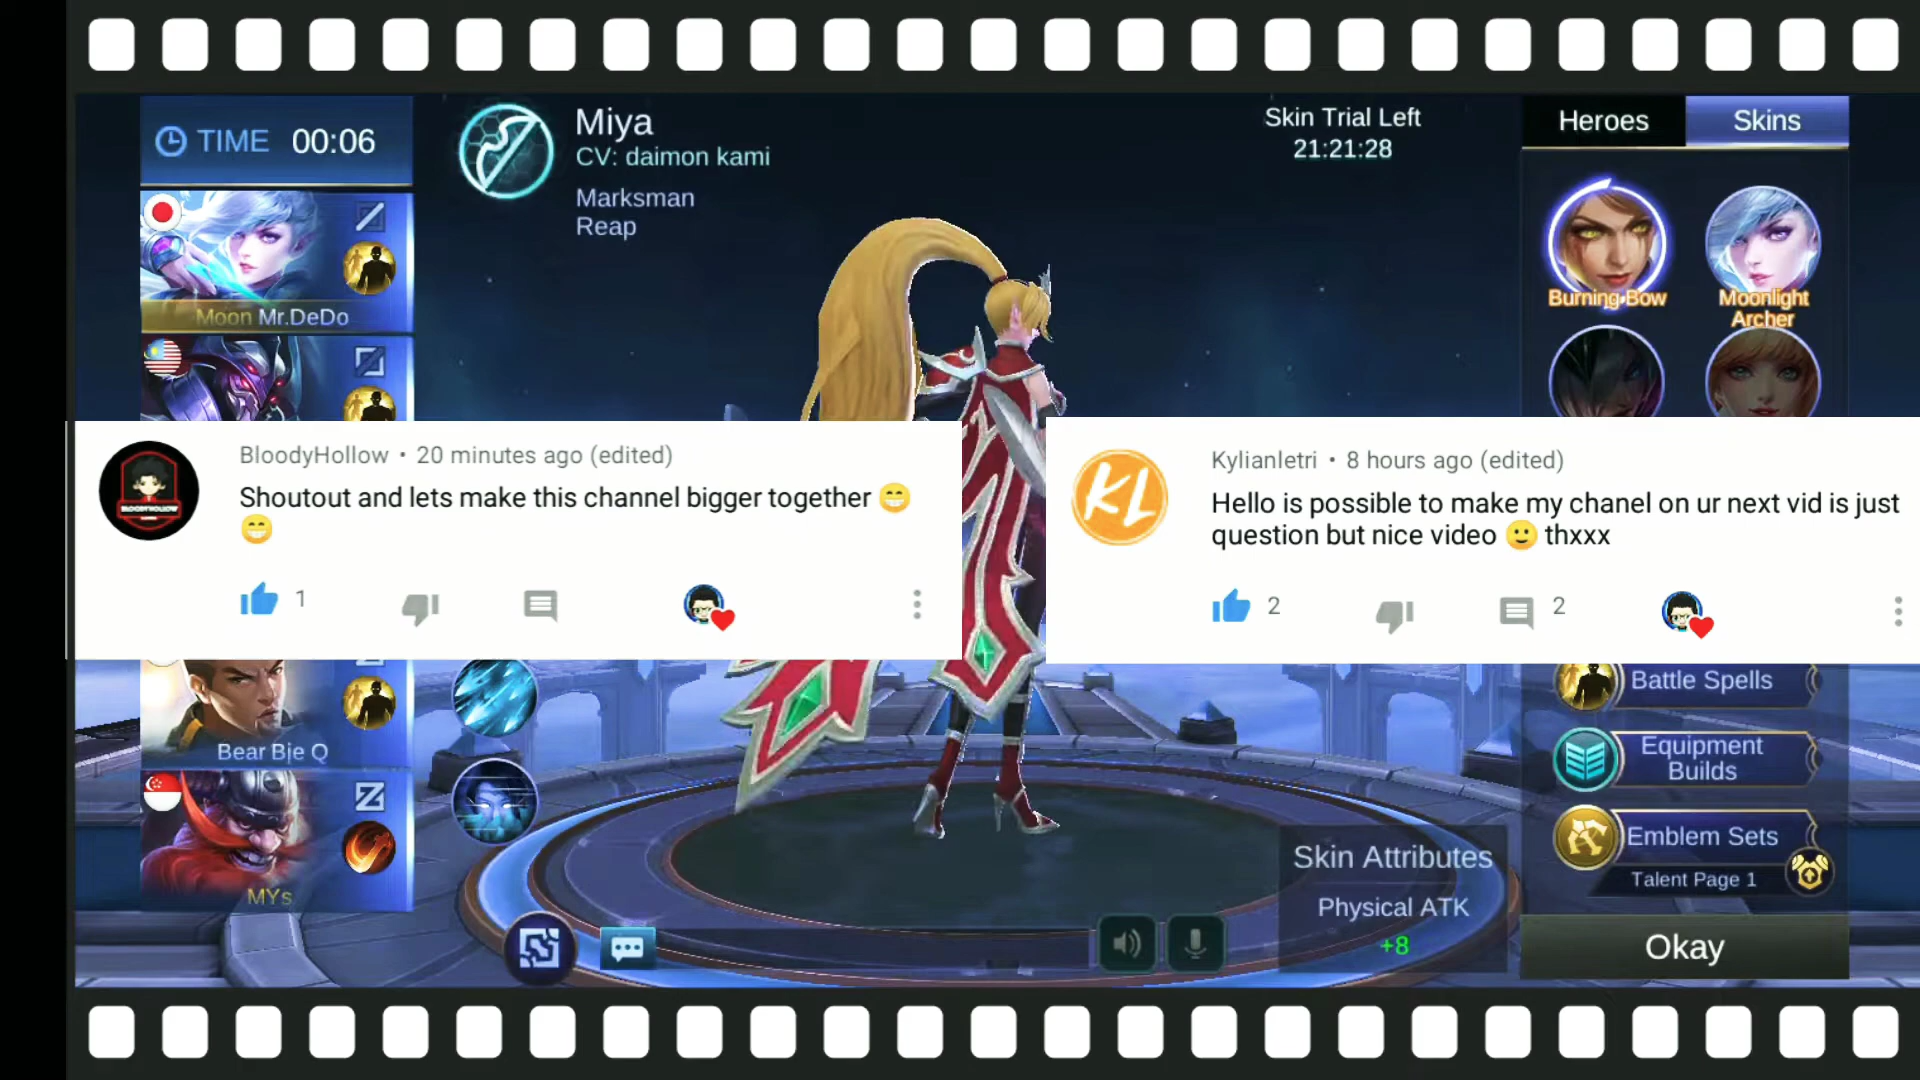 TIME 00:06
Miya
CV: daimon kami
Marksman
Reap
Skin Trial Left
21:21:28
Heroes
Skins
Burning Bow
Moonlight
Archer
Moon Mr.DeDo
BloodyHollow • 20 minutes ago (edited)
Shoutout and lets make this channel bigger together 😁
😁
1
Kylianletri • 8 hours ago (edited)
Hello is possible to make my chanel on ur next vid is just
question but nice video 🙂 thxxx
2
2
Bear Bje Q
MYs
Battle Spells
Equipment
Builds
Emblem Sets
Talent Page 1
Skin Attributes
Physical ATK
+8
Okay